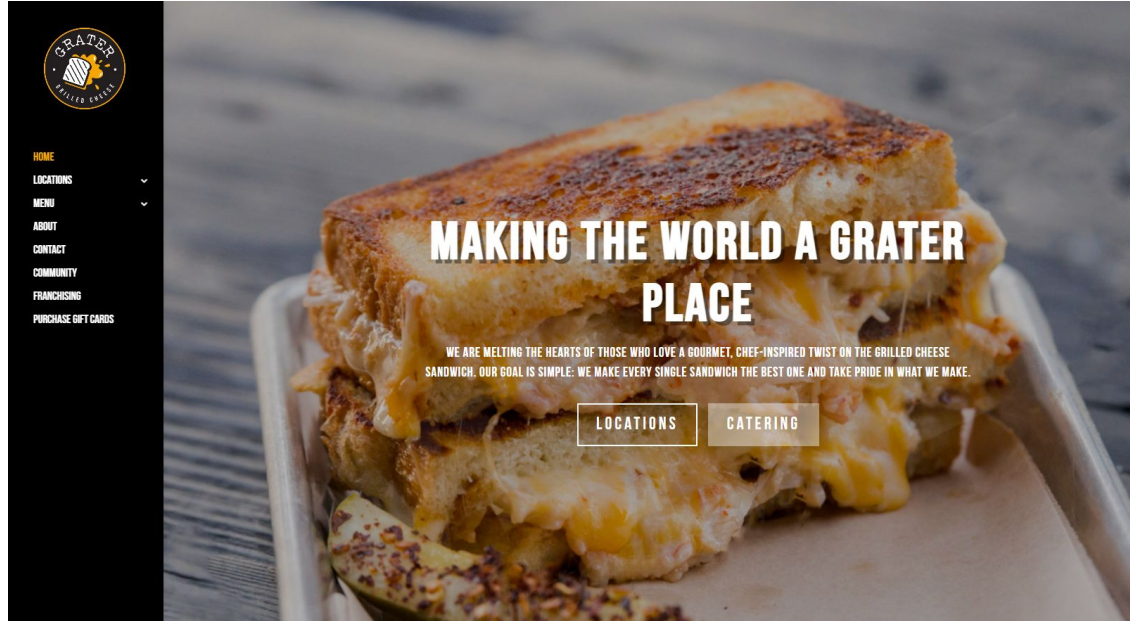 GRATER
GRILLED CHEESE
HOME
LOCATIONS
MENU
ABOUT
CONTACT
COMMUNITY
FRANCHISING
PURCHASE GIFT CARDS
MAKING THE WORLD A GRATER
PLACE
WE ARE MELTING THE HEARTS OF THOSE WHO LOVE A GOURMET, CHEF-INSPIRED TWIST ON THE GRILLED CHEESE
SANDWICH. OUR GOAL IS SIMPLE: WE MAKE EVERY SINGLE SANDWICH THE BEST ONE AND TAKE PRIDE IN WHAT WE MAKE.
LOCATIONS
CATERING